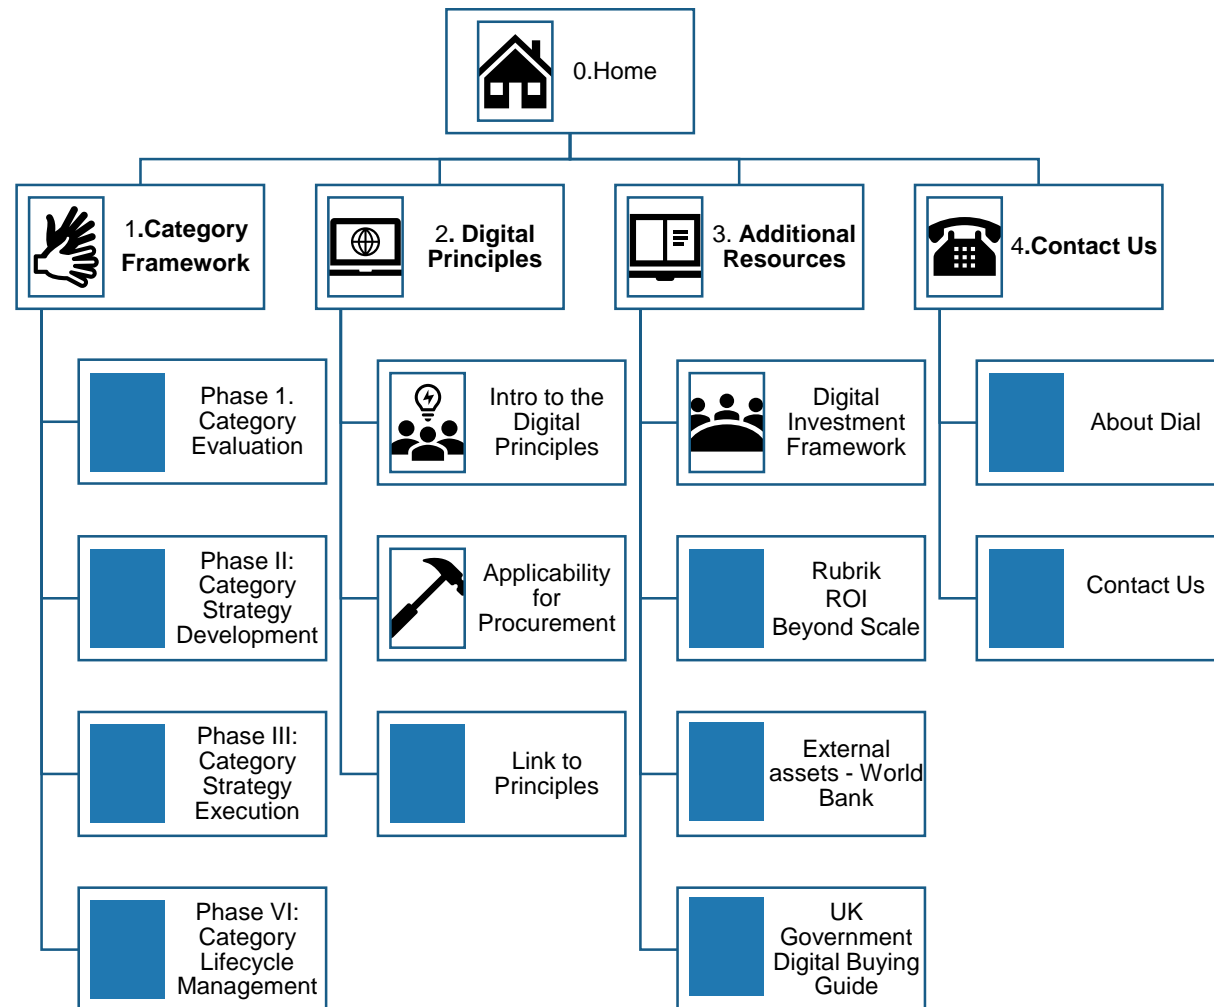 0.Home
1.Category
Framework
2. Digital
Principles
3. Additional
Resources
4.Contact Us
Phase 1.
Category
Evaluation
Phase II:
Category
Strategy
Development
Phase III:
Category
Strategy
Execution
Phase VI:
Category
Lifecycle
Management
Intro to the
Digital
Principles
Applicability
for
Procurement
Link to
Principles
Digital
Investment
Framework
Rubrik
ROI
Beyond Scale
External
assets - World
Bank
UK
Government
Digital Buying
Guide
About Dial
Contact Us